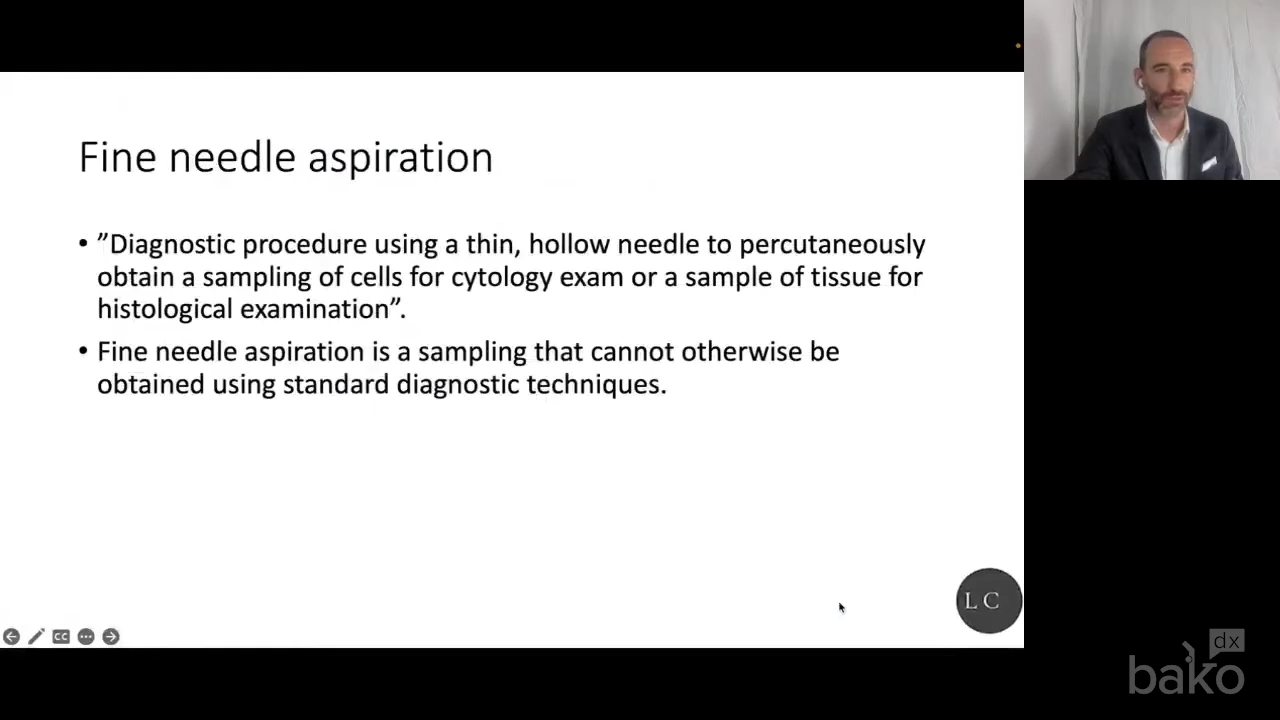 Fine needle aspiration
• ”Diagnostic procedure using a thin, hollow needle to percutaneously
obtain a sampling of cells for cytology exam or a sample of tissue for
histological examination”.
• Fine needle aspiration is a sampling that cannot otherwise be
obtained using standard diagnostic techniques.
LC
CC
dx
bako